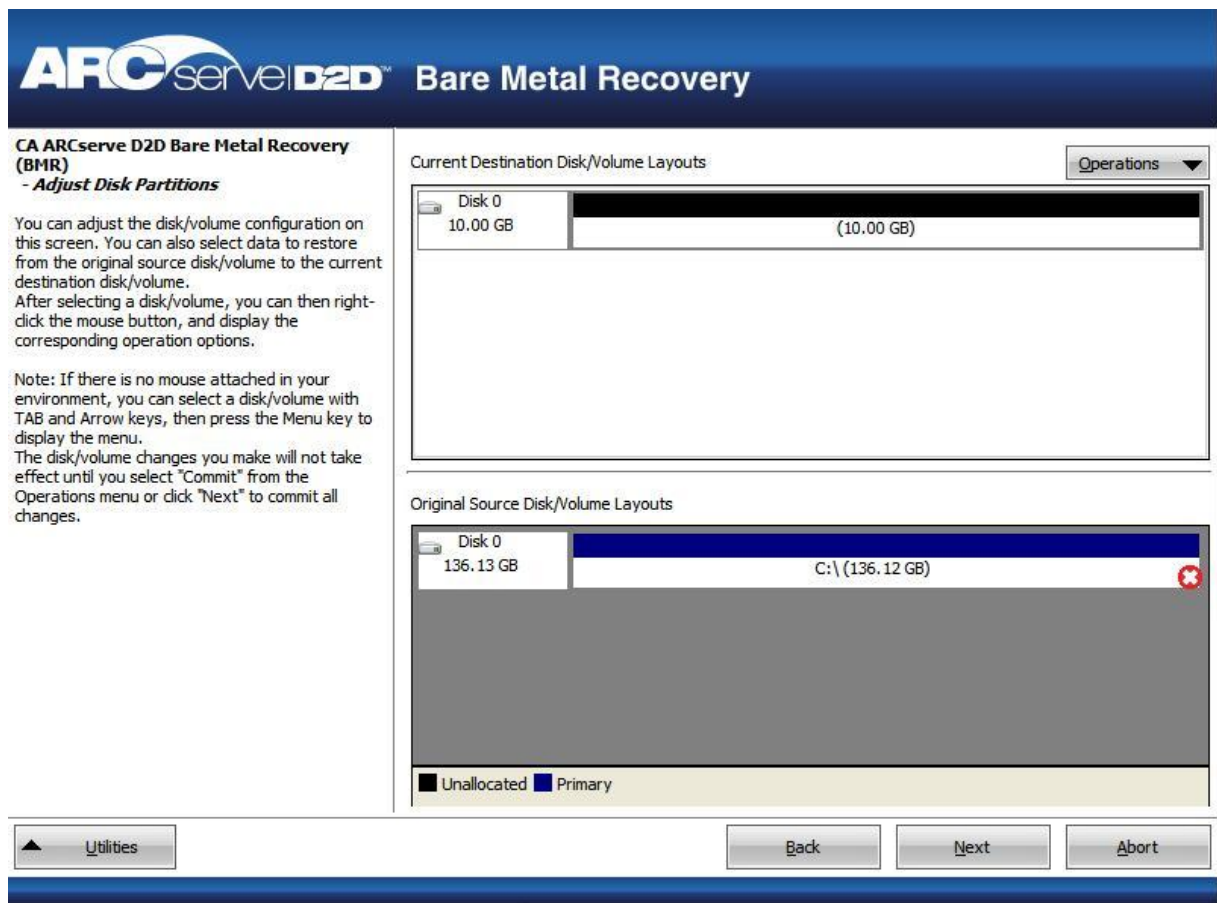 ARCserve D2D™ Bare Metal Recovery
CA ARCserve D2D Bare Metal Recovery
(BMR)
- Adjust Disk Partitions
You can adjust the disk/volume configuration on
this screen. You can also select data to restore
from the original source disk/volume to the current
destination disk/volume.
After selecting a disk/volume, you can then right-
click the mouse button, and display the
corresponding operation options.
Note: If there is no mouse attached in your
environment, you can select a disk/volume with
TAB and Arrow keys, then press the Menu key to
display the menu.
The disk/volume changes you make will not take
effect until you select "Commit" from the
Operations menu or click "Next" to commit all
changes.
Current Destination Disk/Volume Layouts
Operations
Disk 0
10.00 GB
(10.00 GB)
Original Source Disk/Volume Layouts
Disk 0
136.13 GB
C:\ (136.12 GB)
Unallocated Primary
Utilities Back Next Abort